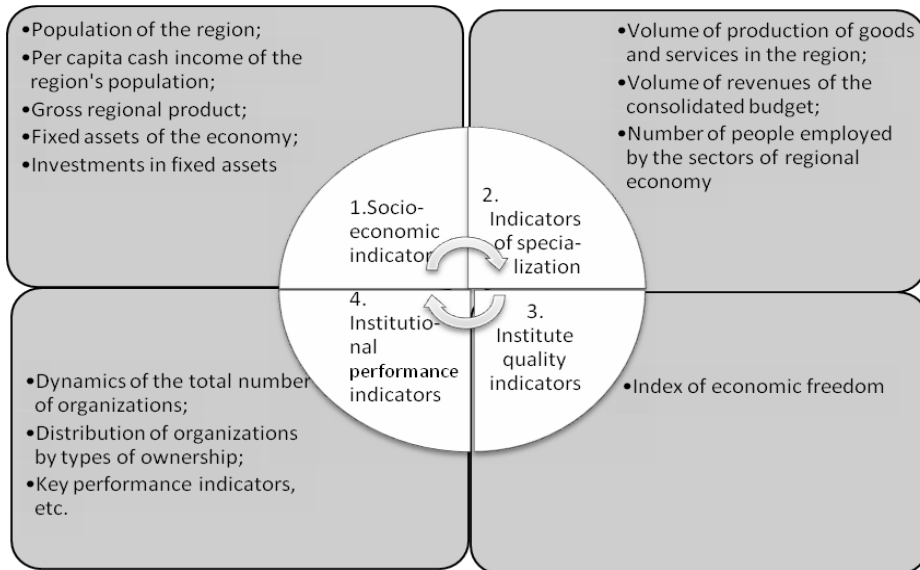 •Population of the region;
•Per capita cash income of the
region's population;
•Gross regional product;
•Fixed assets of the economy;
•Investments in fixed assets
•Volume of production of goods
and services in the region;
•Volume of revenues of the
consolidated budget;
•Number of people employed
by the sectors of regional
economy
1.Socio-
economic
indicator
2.
Indicators
of specia-
lization
4.
Institutio-
nal
performance
indicators
3.
Institute
quality
indicators
•Dynamics of the total number
of organizations;
•Distribution of organizations
by types of ownership;
•Key performance indicators,
etc.
•Index of economic freedom